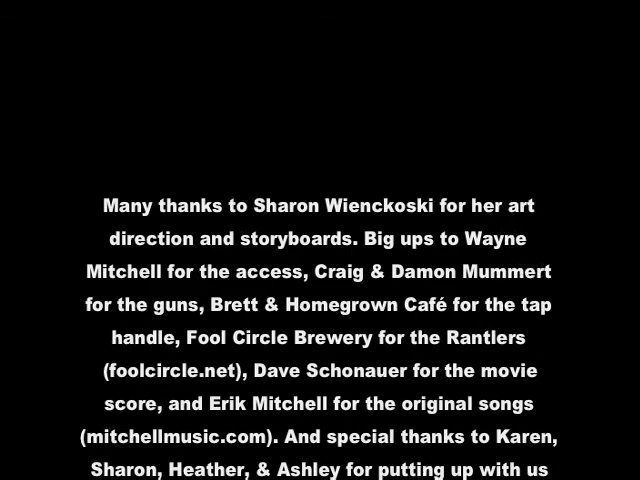 Many thanks to Sharon Wienckoski for her art
direction and storyboards. Big ups to Wayne
Mitchell for the access, Craig & Damon Mummert
for the guns, Brett & Homegrown Café for the tap
handle, Fool Circle Brewery for the Rantlers
(foolcircle.net), Dave Schonauer for the movie
score, and Erik Mitchell for the original songs
(mitchellmusic.com). And special thanks to Karen,
Sharon, Heather, & Ashley for putting up with us